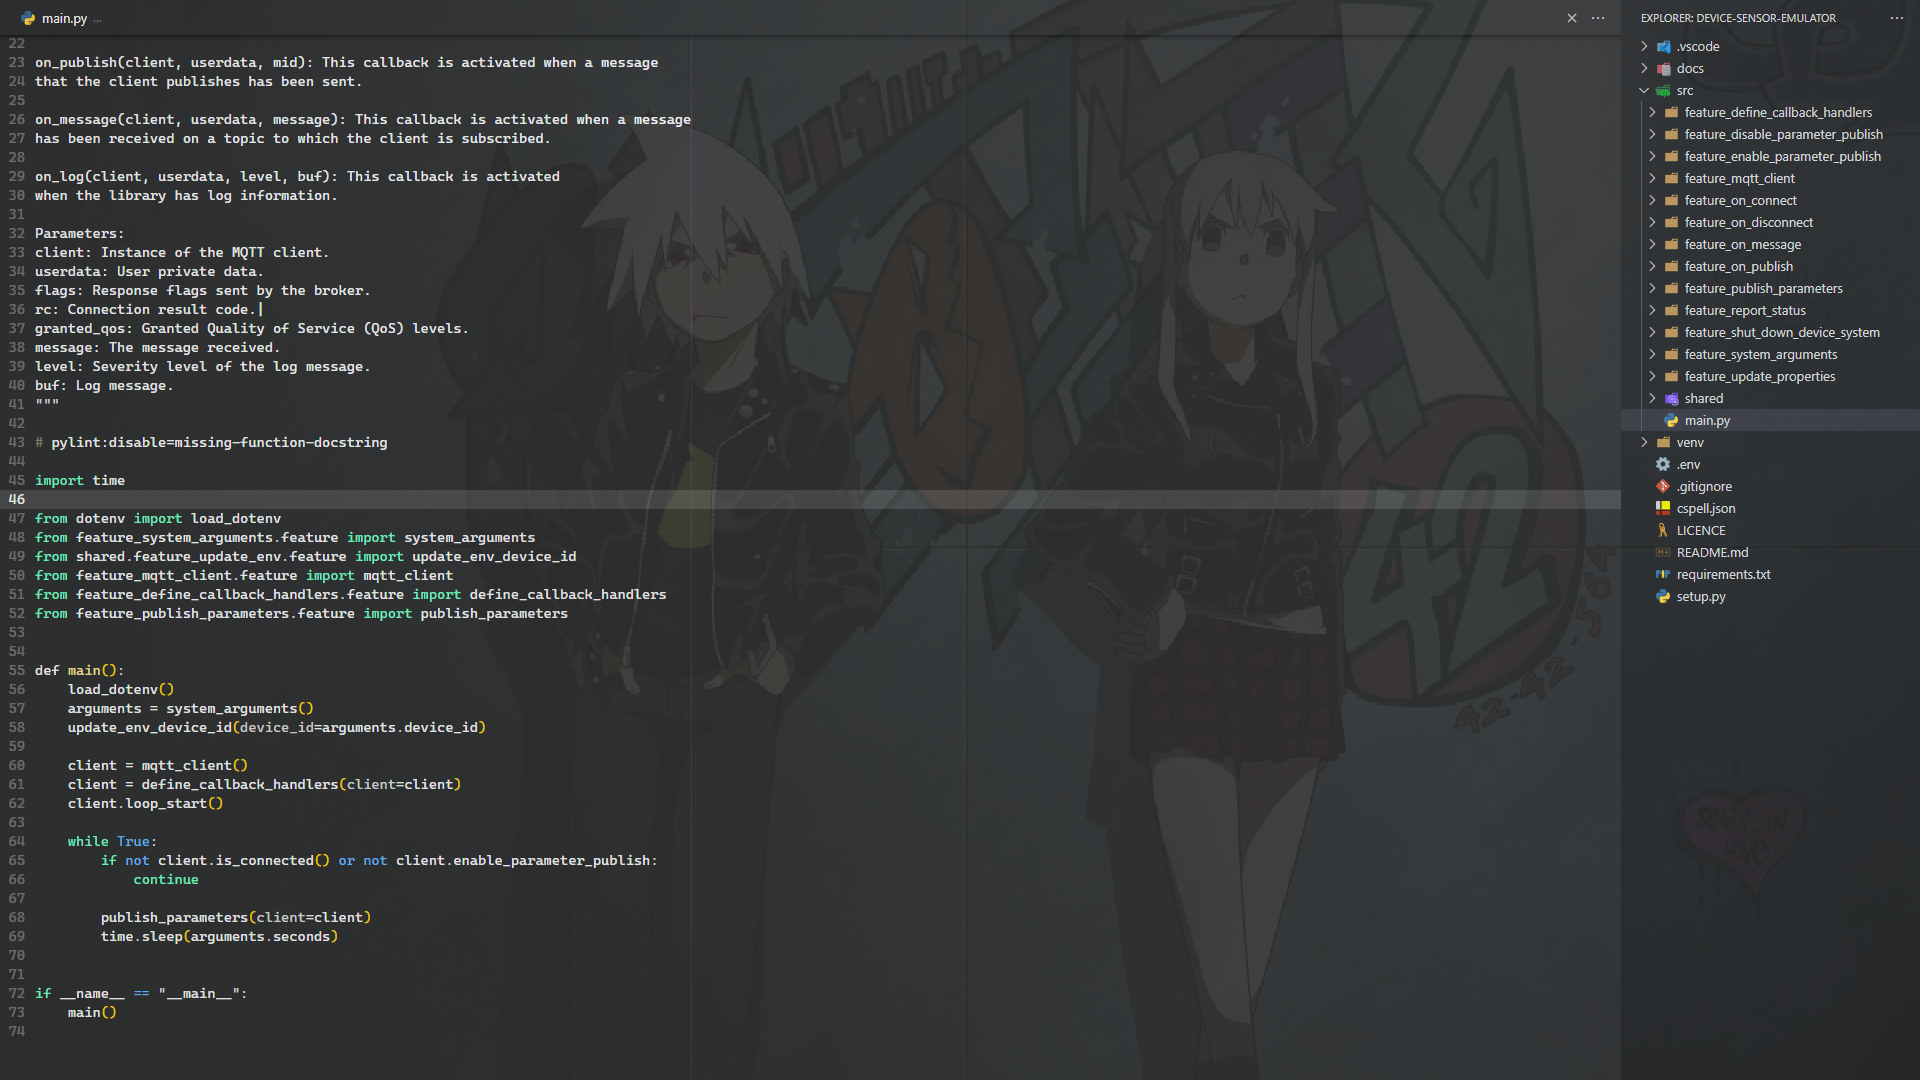 main.py ...
22
23 on_publish(client, userdata, mid): This callback is activated when a message
24 that the client publishes has been sent.
25
26 on_message(client, userdata, message): This callback is activated when a message
27 has been received on a topic to which the client is subscribed.
28
29 on_log(client, userdata, level, buf): This callback is activated
30 when the library has log information.
31
32 Parameters:
33 client: Instance of the MQTT client.
34 userdata: User private data.
35 flags: Response flags sent by the broker.
36 rc: Connection result code.
37 granted_qos: Granted Quality of Service (QoS) levels.
38 message: The message received.
39 level: Severity level of the log message.
40 buf: Log message.
41 """
42
43 # pylint:disable=missing-function-docstring
44
45 import time
46
47 from dotenv import load_dotenv
48 from feature_system_arguments.feature import system_arguments
49 from shared.feature_update_env.feature import update_env_device_id
50 from feature_mqtt_client.feature import mqtt_client
51 from feature_define_callback_handlers.feature import define_callback_handlers
52 from feature_publish_parameters.feature import publish_parameters
53
54
55 def main():
56     load_dotenv()
57     arguments = system_arguments()
58     update_env_device_id(device_id=arguments.device_id)
59
60     client = mqtt_client()
61     client = define_callback_handlers(client=client)
62     client.loop_start()
63
64     while True:
65         if not client.is_connected() or not client.enable_parameter_publish:
66             continue
67
68         publish_parameters(client=client)
69         time.sleep(arguments.seconds)
70
71
72 if __name__ == "__main__":
73     main()
74
EXPLORER: DEVICE-SENSOR-EMULATOR
.vscode
docs
src
feature_define_callback_handlers
feature_disable_parameter_publish
feature_enable_parameter_publish
feature_mqtt_client
feature_on_connect
feature_on_disconnect
feature_on_message
feature_on_publish
feature_publish_parameters
feature_report_status
feature_shut_down_device_system
feature_system_arguments
feature_update_properties
shared
main.py
venv
.env
.gitignore
cspell.json
LICENCE
README.md
requirements.txt
setup.py
42
42-42-564